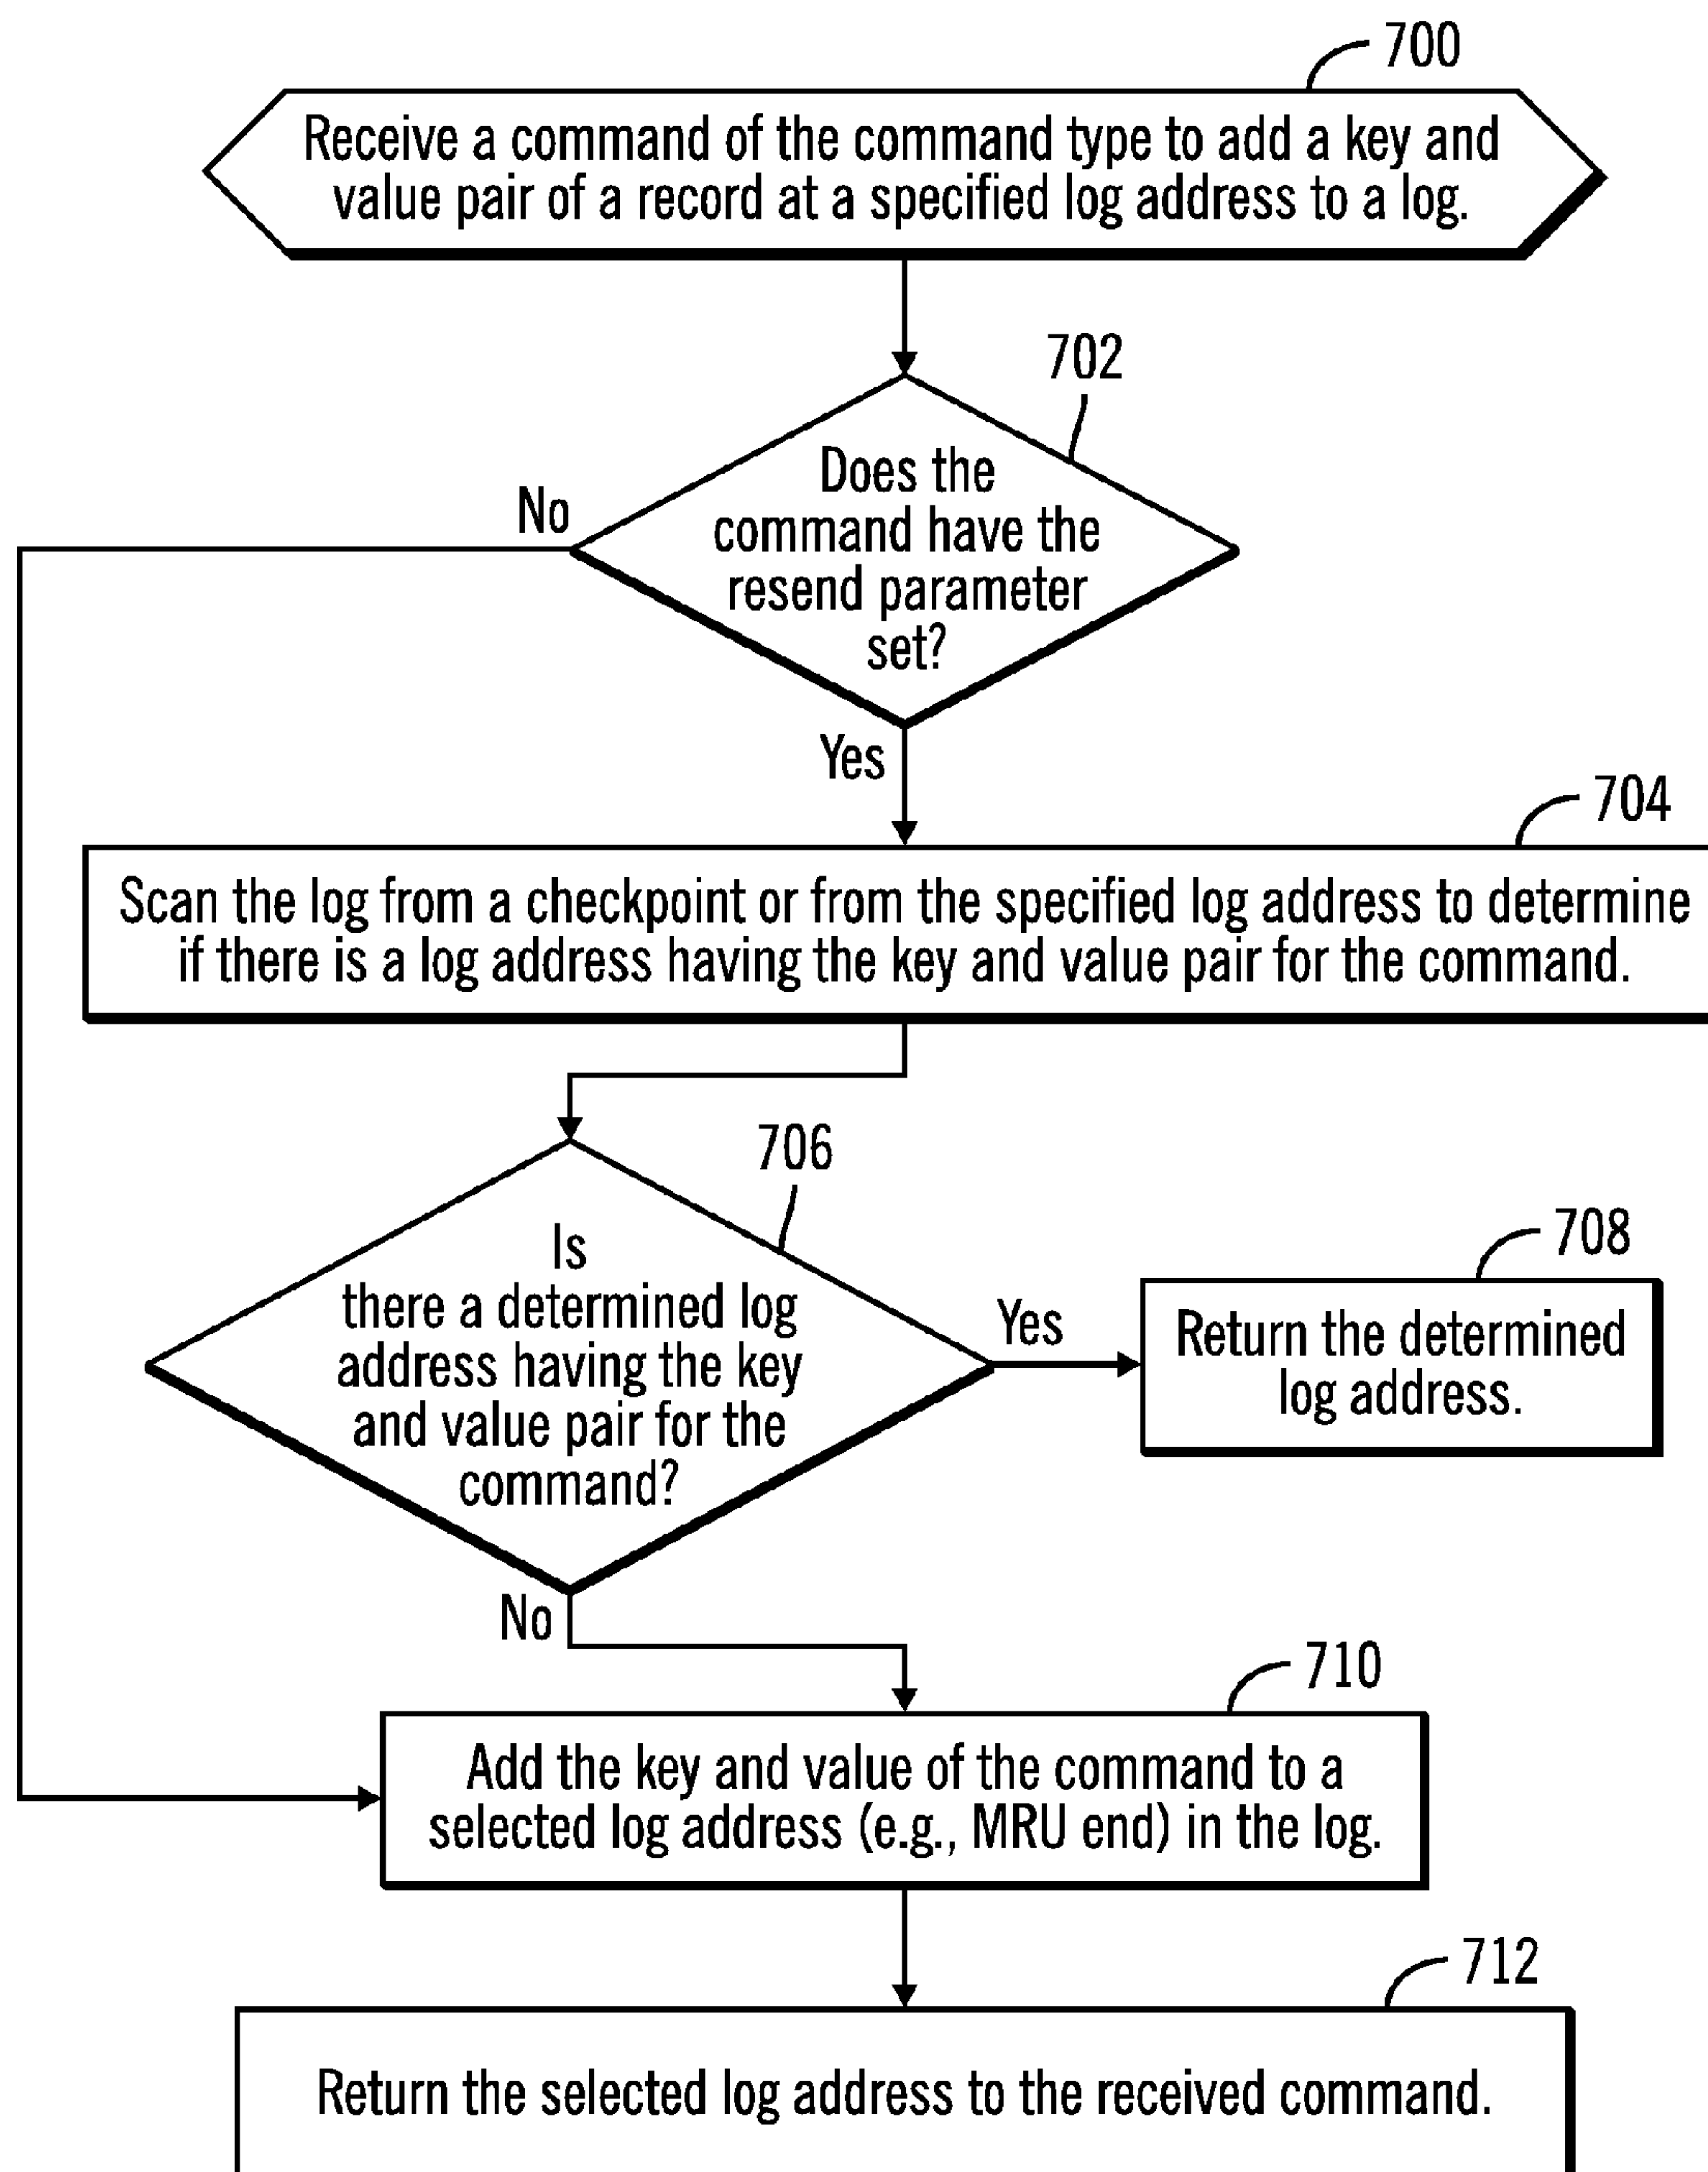 700
Receive a command of the command type to add a key and
value pair of a record at a specified log address to a log.
702
Does the
command have the
resend parameter
set?
No
Yes
704
Scan the log from a checkpoint or from the specified log address to determine
if there is a log address having the key and value pair for the command.
706
Is
there a determined log
address having the key
and value pair for the
command?
Yes
708
Return the determined
log address.
No
710
Add the key and value of the command to a
selected log address (e.g., MRU end) in the log.
712
Return the selected log address to the received command.